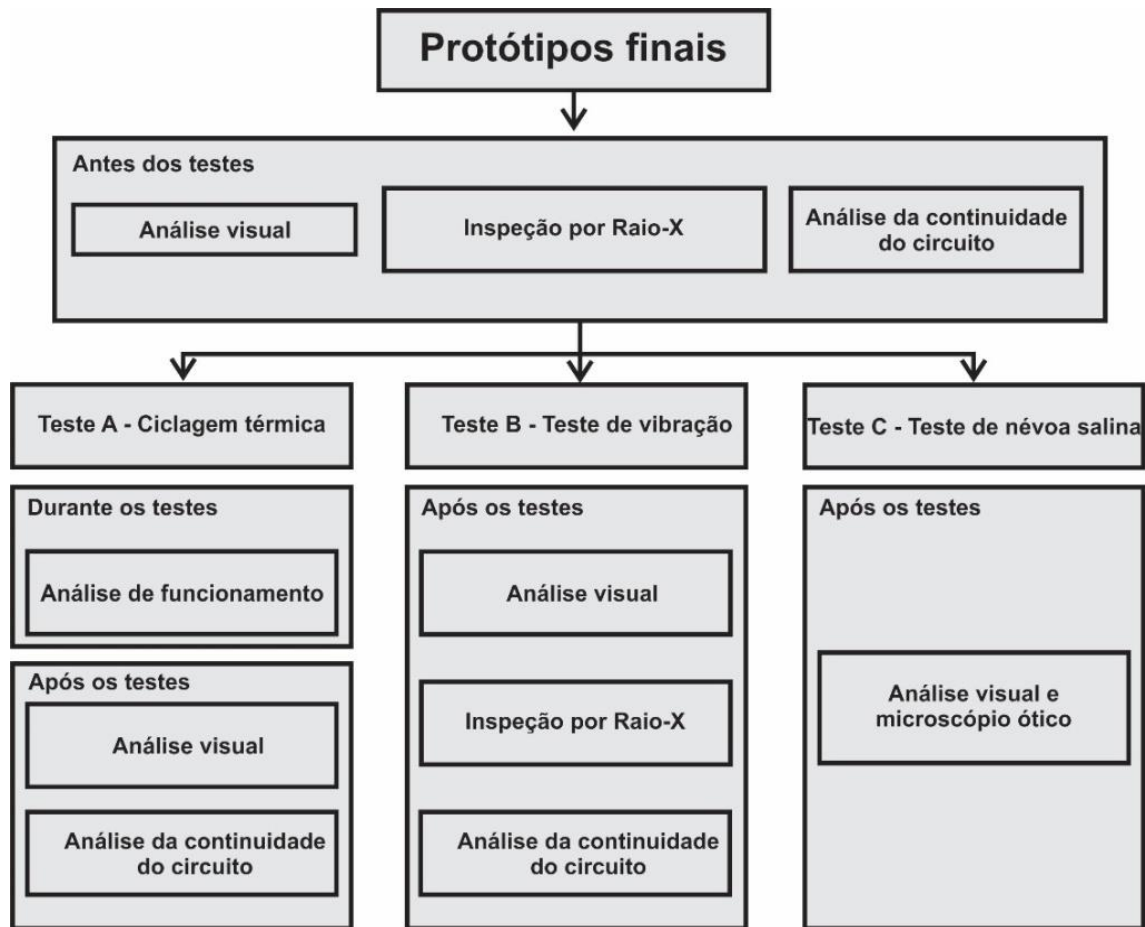 Protótipos finais
Antes dos testes
Análise visual
Inspeção por Raio-X
Análise da continuidade
do circuito
Teste A - Ciclagem térmica
Durante os testes
Análise de funcionamento
Após os testes
Análise visual
Análise da continuidade
do circuito
Teste B - Teste de vibração
Após os testes
Análise visual
Inspeção por Raio-X
Análise da continuidade
do circuito
Teste C - Teste de névoa salina
Após os testes
Análise visual e
microscópio ótico